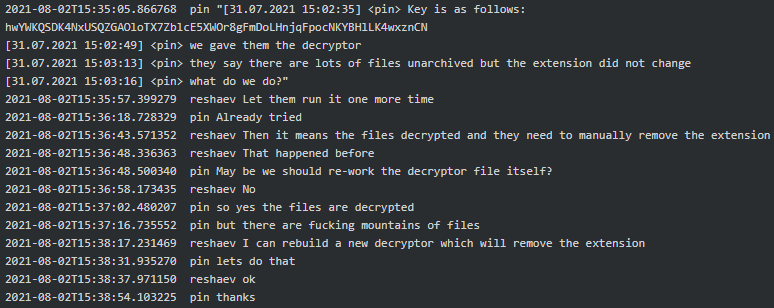 2021-08-02T15:35:05.866768 pin "[31.07.2021 15:02:35] <pin> Key is as follows:
hwYWKQSDK4NxUSQZGAOloTX7ZblcE5XWOr8gFmDoLHnjqFpocNKYBHlLK4wxznCN
[31.07.2021 15:02:49] <pin> we gave them the decryptor
[31.07.2021 15:03:13] <pin> they say there are lots of files unarchived but the extension did not change
[31.07.2021 15:03:16] <pin> what do we do?"
2021-08-02T15:35:57.399279 reshaev Let them run it one more time
2021-08-02T15:36:18.728329 pin Already tried
2021-08-02T15:36:43.571352 reshaev Then it means the files decrypted and they need to manually remove the extension
2021-08-02T15:36:48.336363 reshaev That happened before
2021-08-02T15:36:48.500340 pin May be we should re-work the decryptor file itself?
2021-08-02T15:36:58.173435 reshaev No
2021-08-02T15:37:02.480207 pin so yes the files are decrypted
2021-08-02T15:37:16.735552 pin but there are fucking mountains of files
2021-08-02T15:38:17.231469 reshaev I can rebuild a new decryptor which will remove the extension
2021-08-02T15:38:31.935270 pin lets do that
2021-08-02T15:38:37.971150 reshaev ok
2021-08-02T15:38:54.103225 pin thanks